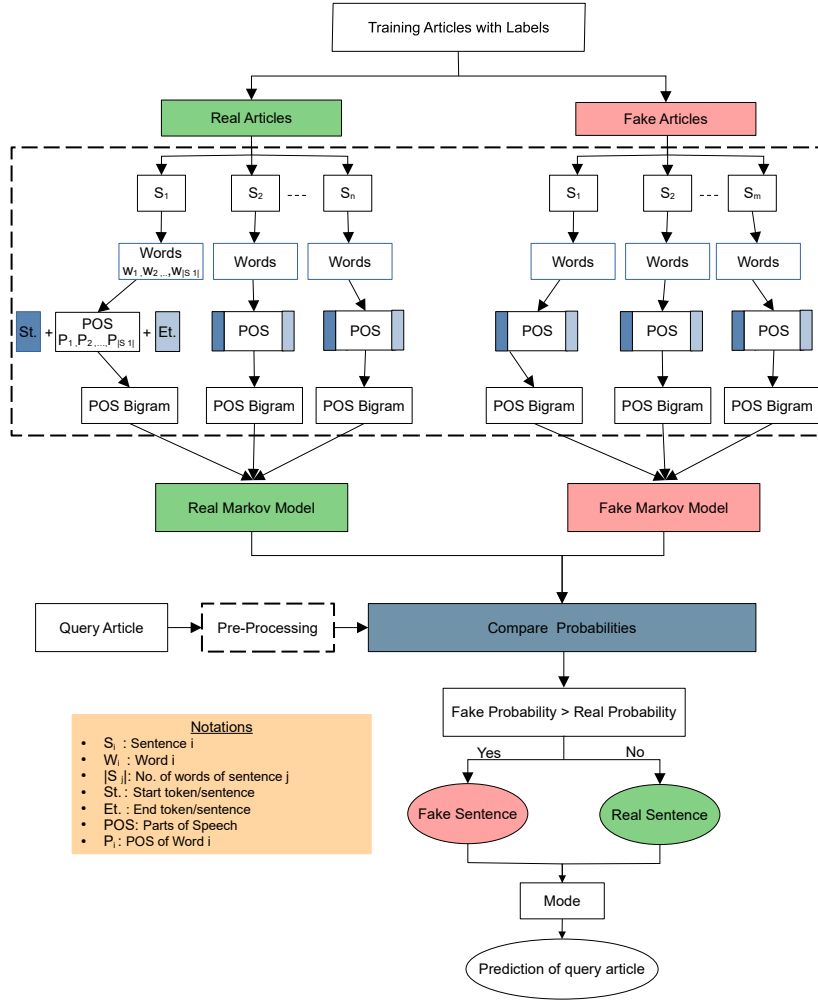 Training Articles with Labels
Real Articles
Fake Articles
S₁
S₂
---
Sₙ
S₁
S₂
---
Sₘ
Words
w₁,w₂,..,w|S 1|
Words
Words
Words
Words
Words
St.
+
POS
P₁,P₂,...,P|S 1|
+
Et.
POS
POS
POS
POS
POS
POS Bigram
POS Bigram
POS Bigram
POS Bigram
POS Bigram
POS Bigram
Real Markov Model
Fake Markov Model
Query Article
Pre-Processing
Compare Probabilities
Fake Probability > Real Probability
Yes
No
Fake Sentence
Real Sentence
Mode
Prediction of query article
Notations
• Sᵢ : Sentence i
• Wᵢ : Word i
• |S ⱼ|: No. of words of sentence j
• St. : Start token/sentence
• Et. : End token/sentence
• POS: Parts of Speech
• Pᵢ : POS of Word i